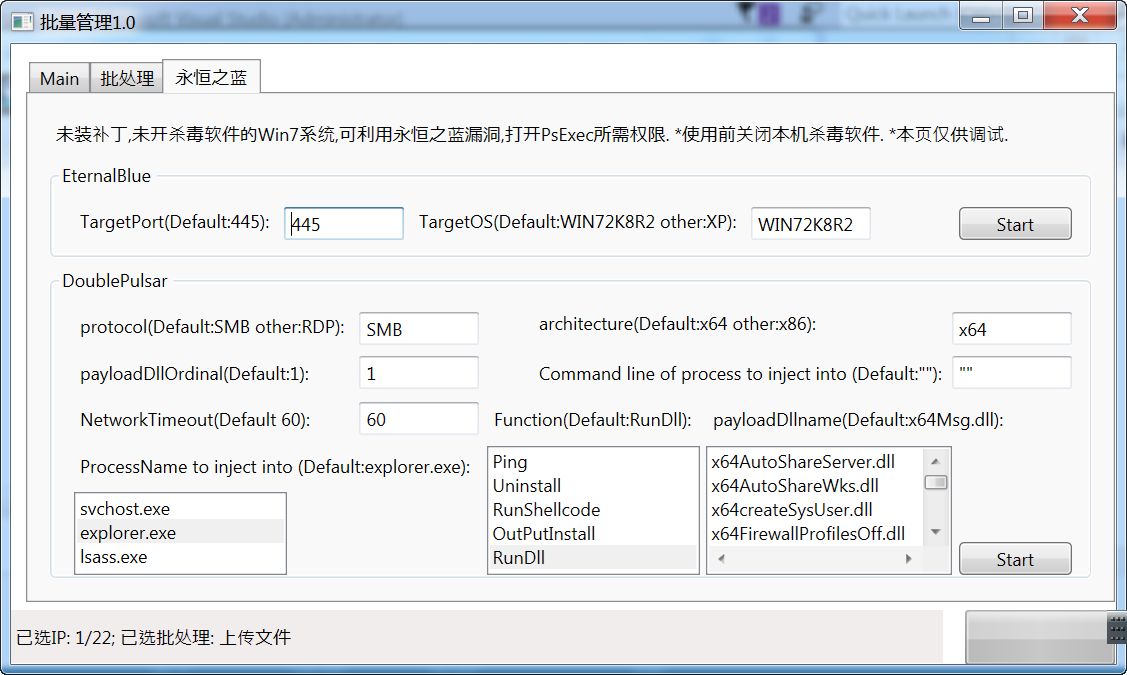 批量管理1.0
Quick Launch
Main 批处理 永恒之蓝
未装补丁,未开杀毒软件的Win7系统,可利用永恒之蓝漏洞,打开PsExec所需权限. *使用前关闭本机杀毒软件. *本页仅供调试.
EternalBlue
TargetPort(Default:445): 445 TargetOS(Default:WIN72K8R2 other:XP): WIN72K8R2 Start
DoublePulsar
protocol(Default:SMB other:RDP): SMB architecture(Default:x64 other:x86): x64
payloadDllOrdinal(Default:1): 1 Command line of process to inject into (Default:""): ""
NetworkTimeout(Default 60): 60 Function(Default:RunDll): payloadDllname(Default:x64Msg.dll):
ProcessName to inject into (Default:explorer.exe):
svchost.exe
explorer.exe
lsass.exe
Ping
Uninstall
RunShellcode
OutPutInstall
RunDll
x64AutoShareServer.dll
x64AutoShareWks.dll
x64createSysUser.dll
x64FirewallProfilesOff.dll
Start
已选IP: 1/22; 已选批处理: 上传文件